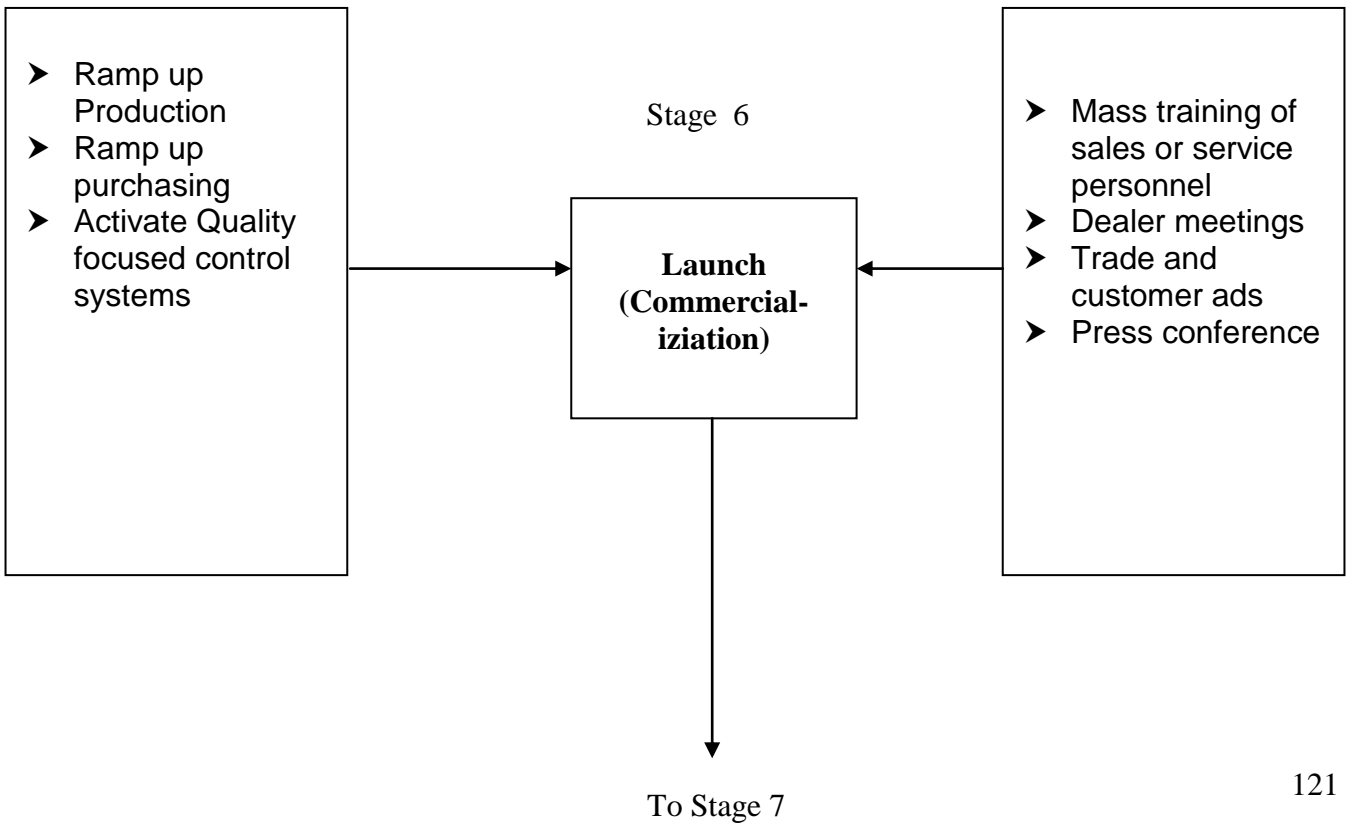 ➤ Ramp up
Production
➤ Ramp up
purchasing
➤ Activate Quality
focused control
systems
Stage 6
Launch
(Commercial-
iziation)
➤ Mass training of
sales or service
personnel
➤ Dealer meetings
➤ Trade and
customer ads
➤ Press conference
To Stage 7
121